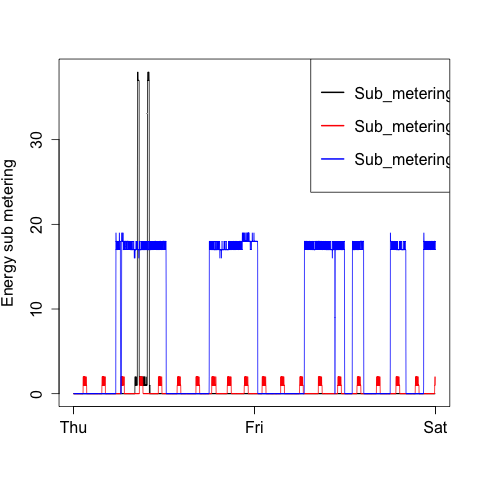 Energy sub metering
30
20
10
0
Sub_metering
Sub_metering
Sub_metering
Thu Fri Sat